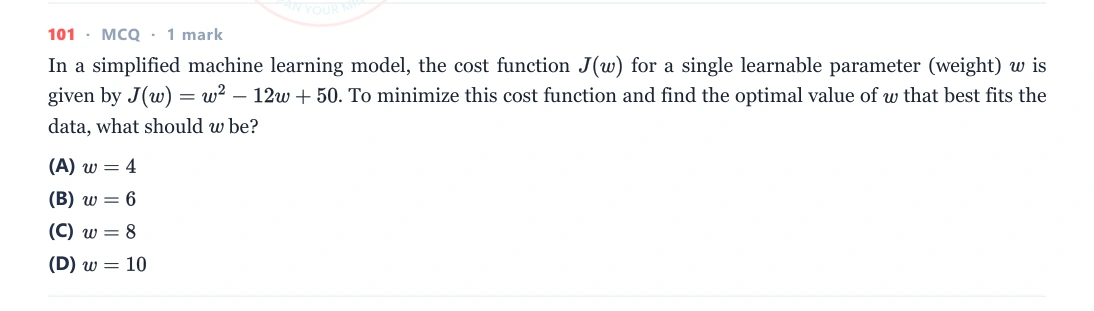 AN YOUR M
101 · MCQ · 1 mark
In a simplified machine learning model, the cost function J(w) for a single learnable parameter (weight) w is
given by J(w) = w² − 12w + 50. To minimize this cost function and find the optimal value of w that best fits the
data, what should w be?
(A) w = 4
(B) w = 6
(C) w = 8
(D) w = 10